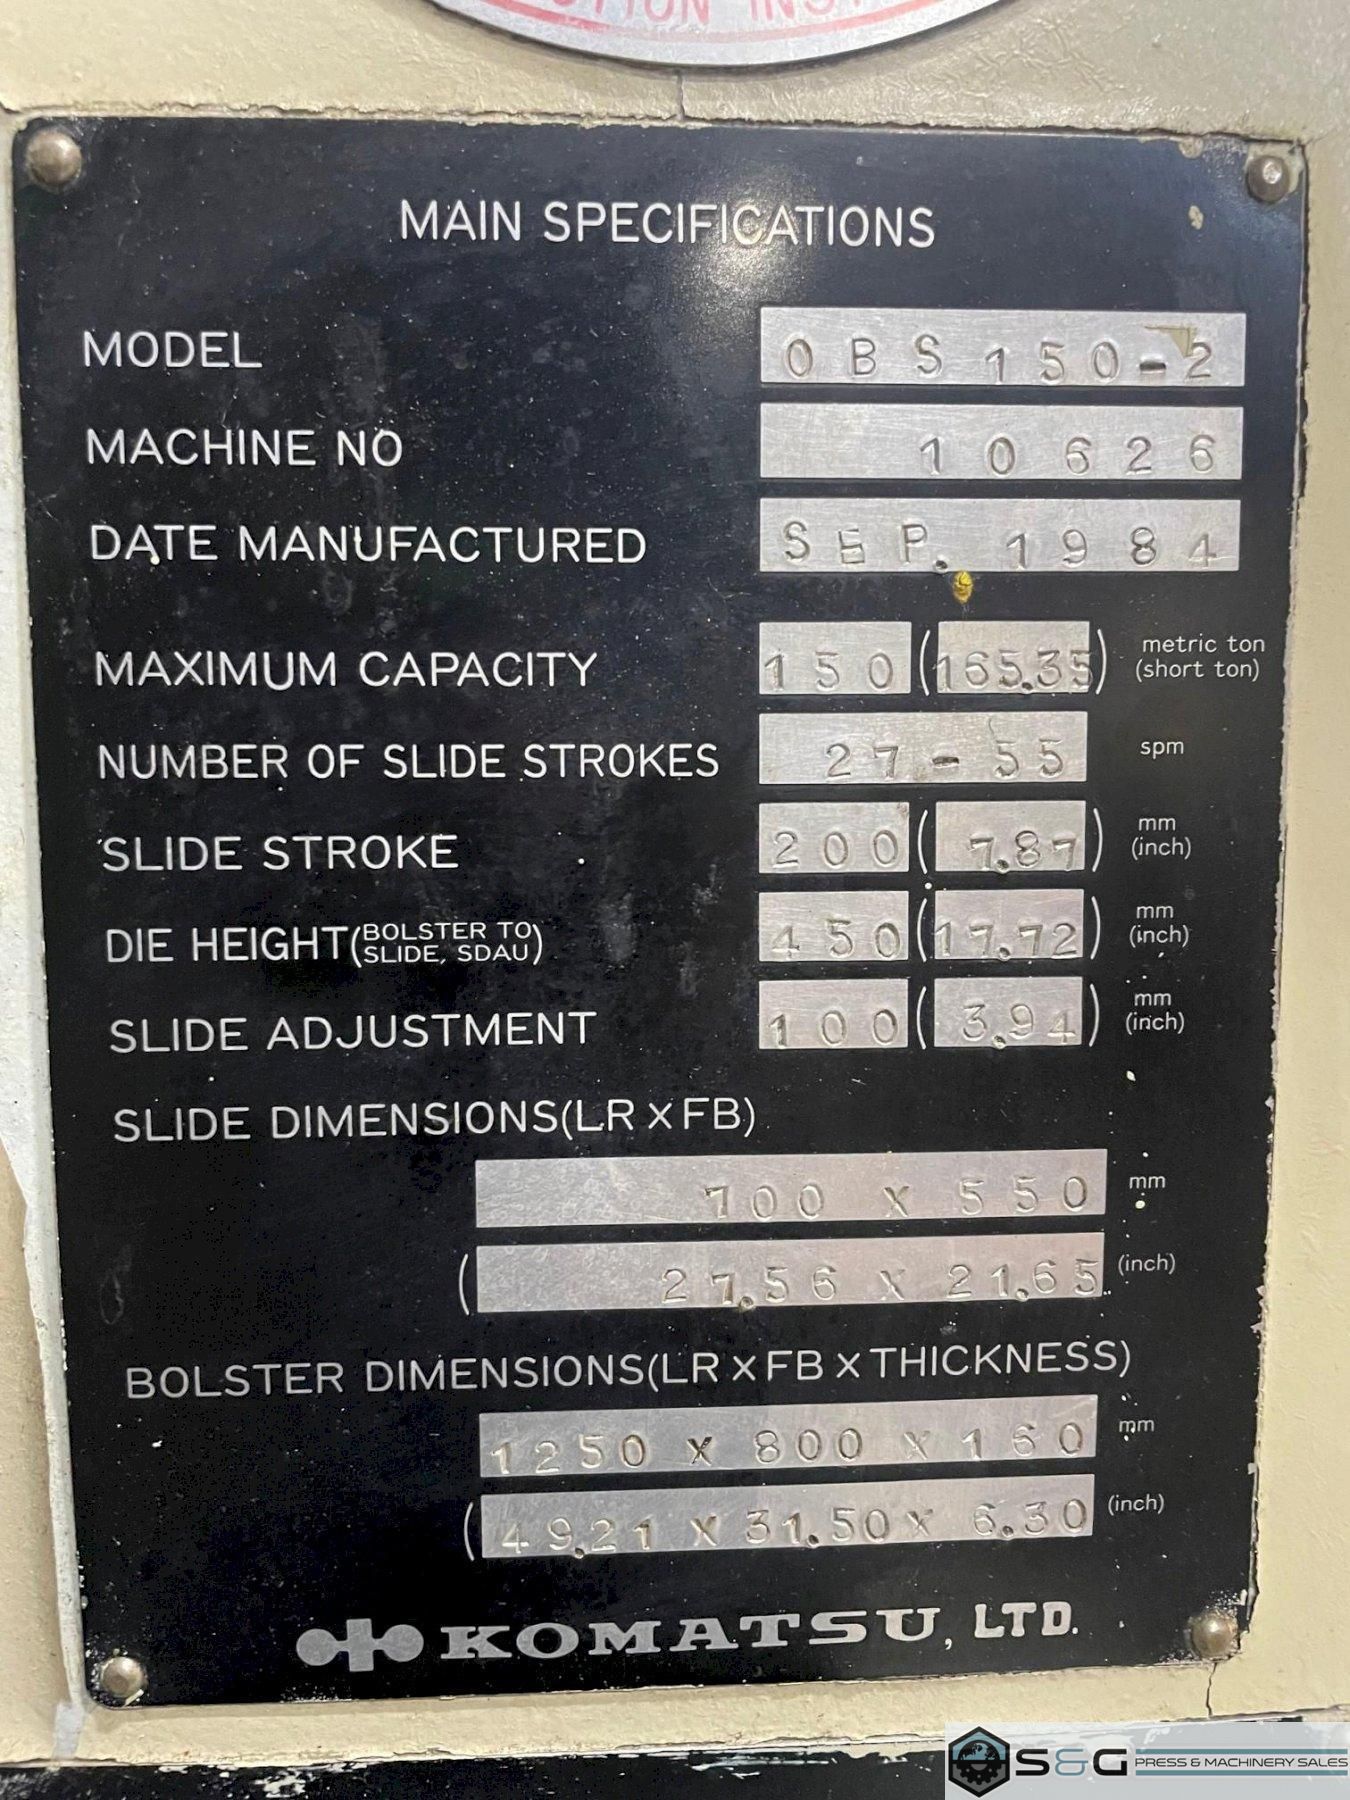 MAIN SPECIFICATIONS
MODEL OBS 150-2
MACHINE NO 10626
DATE MANUFACTURED SEP. 1984
MAXIMUM CAPACITY 150 (165.35) metric ton (short ton)
NUMBER OF SLIDE STROKES 27-55 spm
SLIDE STROKE 200 (7.87) mm (inch)
DIE HEIGHT (BOLSTER TO SLIDE, SDAU) 450 (17.72) mm (inch)
SLIDE ADJUSTMENT 100 (3.94) mm (inch)
SLIDE DIMENSIONS (LR X FB)
700 X 550 mm
(27.56 X 21.65 (inch)
BOLSTER DIMENSIONS (LR X FB X THICKNESS)
1250 X 800 X 160 mm
(49.21 X 31.50 X 6.30 (inch)
KOMATSU, LTD.
S&G PRESS & MACHINERY SALES